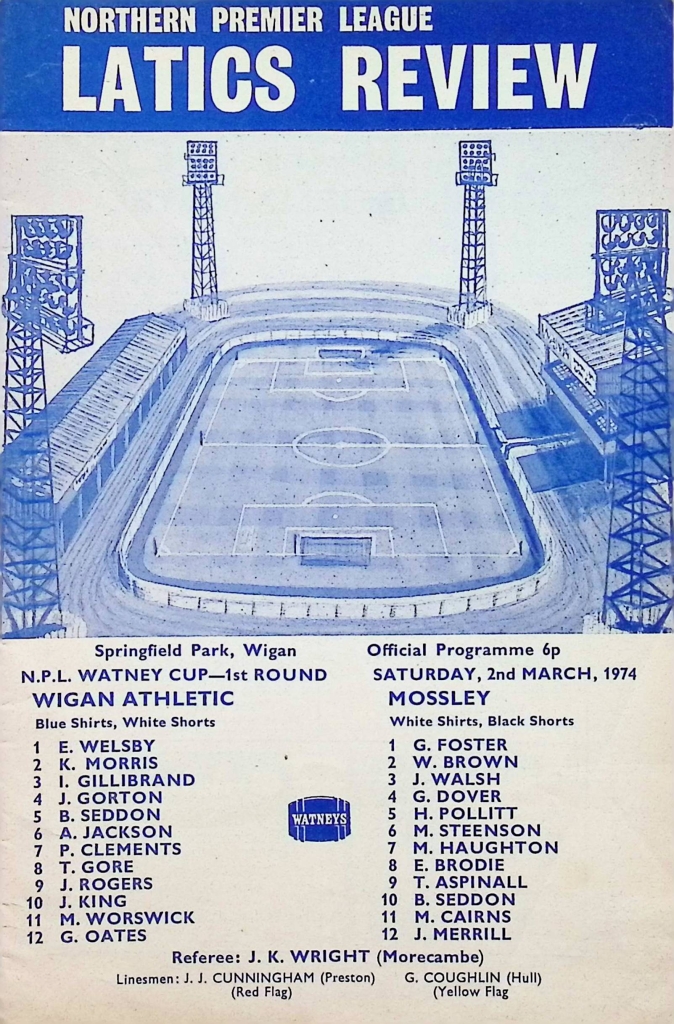 NORTHERN PREMIER LEAGUE
LATICS REVIEW
Springfield Park, Wigan
Official Programme 6p
N.P.L. WATNEY CUP—1st ROUND
SATURDAY, 2nd MARCH, 1974
WIGAN ATHLETIC
Blue Shirts, White Shorts
1 E. WELSBY
2 K. MORRIS
3 I. GILLIBRAND
4 J. GORTON
5 B. SEDDON
6 A. JACKSON
7 P. CLEMENTS
8 T. GORE
9 J. ROGERS
10 J. KING
11 M. WORSWICK
12 G. OATES
WATNEYS
MOSSLEY
White Shirts, Black Shorts
1 G. FOSTER
2 W. BROWN
3 J. WALSH
4 G. DOVER
5 H. POLLITT
6 M. STEENSON
7 M. HAUGHTON
8 E. BRODIE
9 T. ASPINALL
10 B. SEDDON
11 M. CAIRNS
12 J. MERRILL
Referee: J. K. WRIGHT (Morecambe)
Linesmen: J. J. CUNNINGHAM (Preston)
(Red Flag)
G. COUGHLIN (Hull)
(Yellow Flag